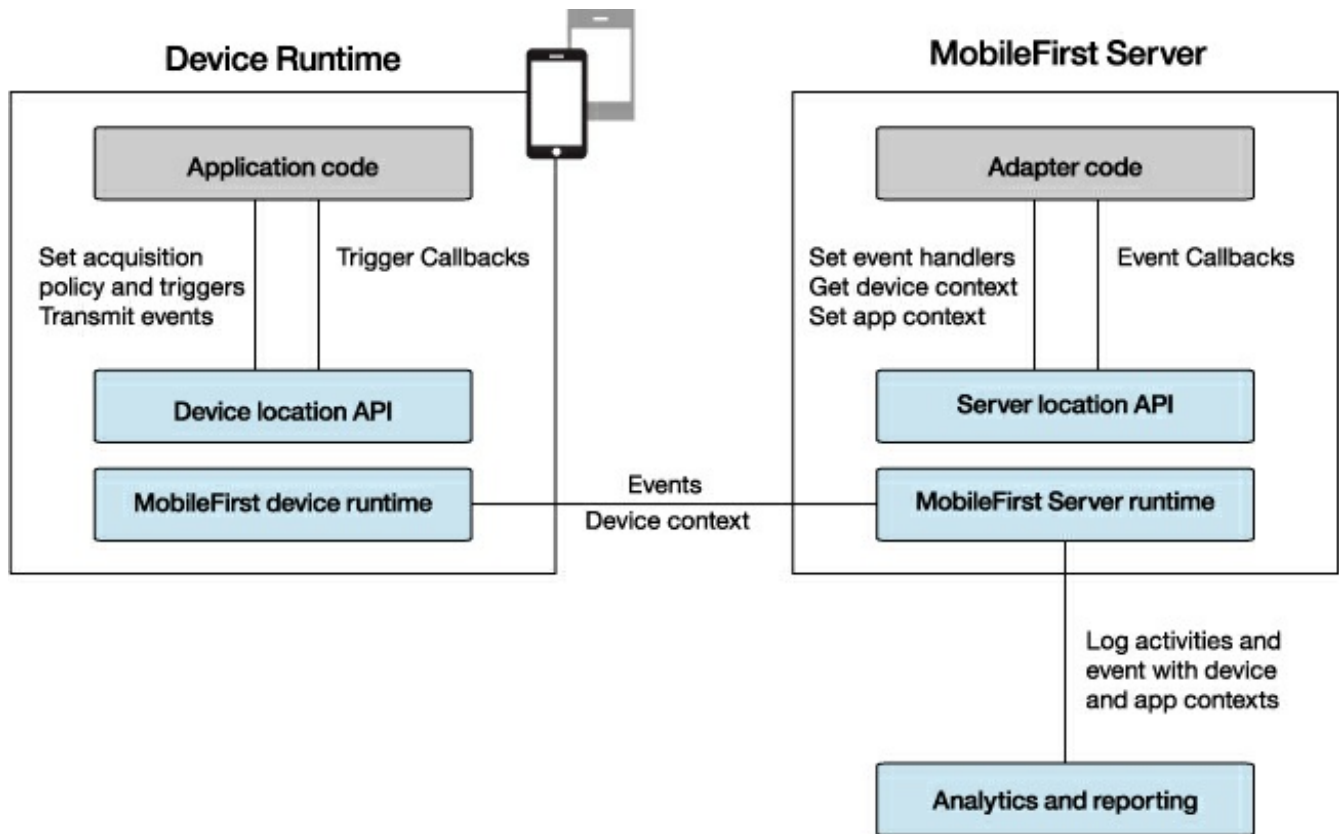 Device Runtime
MobileFirst Server
Application code
Adapter code
Set acquisition
policy and triggers
Transmit events
Trigger Callbacks
Set event handlers
Get device context
Set app context
Event Callbacks
Device location API
Server location API
MobileFirst device runtime
Events
Device context
MobileFirst Server runtime
Log activities and
event with device
and app contexts
Analytics and reporting